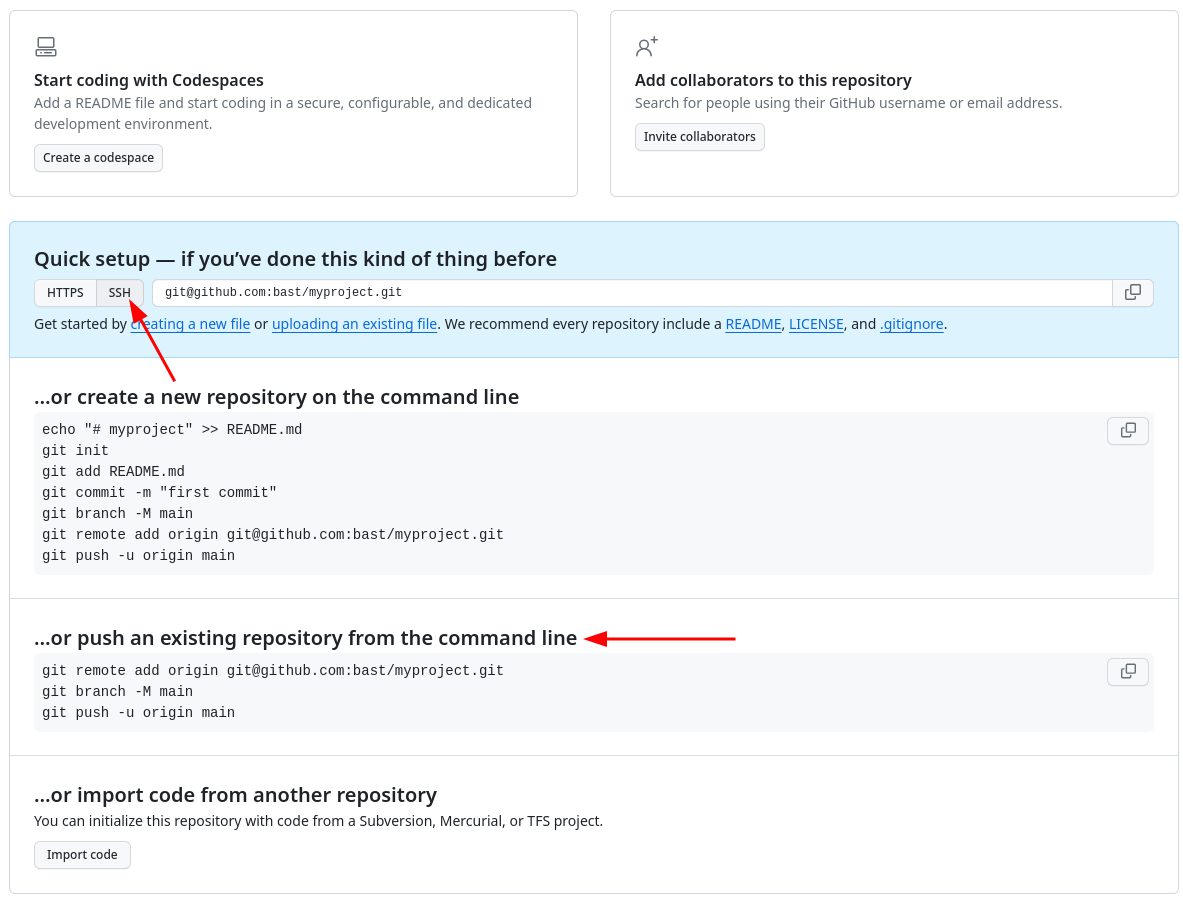 Start coding with Codespaces
Add a README file and start coding in a secure, configurable, and dedicated
development environment.
Create a codespace
Add collaborators to this repository
Search for people using their GitHub username or email address.
Invite collaborators
Quick setup — if you’ve done this kind of thing before
HTTPS SSH git@github.com:bast/myproject.git
Get started by creating a new file or uploading an existing file. We recommend every repository include a README, LICENSE, and .gitignore.
…or create a new repository on the command line
echo "# myproject" >> README.md
git init
git add README.md
git commit -m "first commit"
git branch -M main
git remote add origin git@github.com:bast/myproject.git
git push -u origin main
…or push an existing repository from the command line
git remote add origin git@github.com:bast/myproject.git
git branch -M main
git push -u origin main
…or import code from another repository
You can initialize this repository with code from a Subversion, Mercurial, or TFS project.
Import code